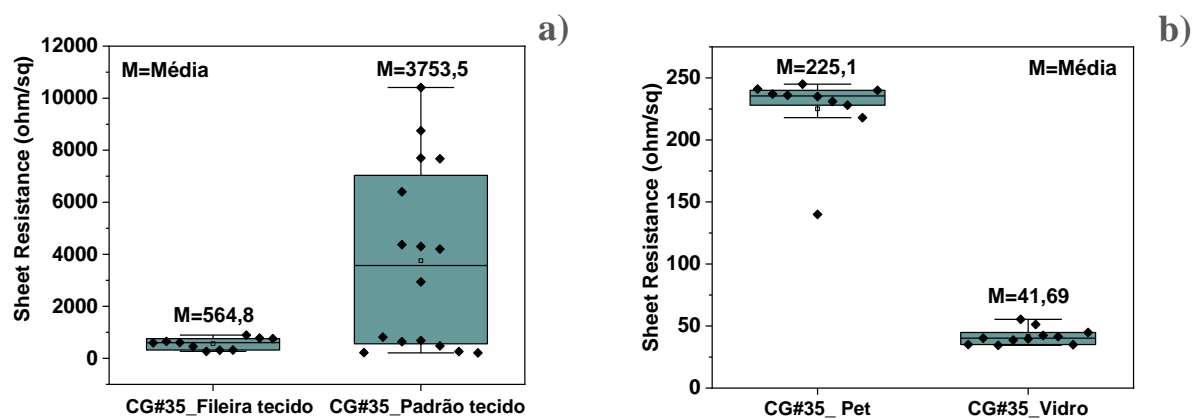 a)
Sheet Resistance (ohm/sq)
12000
10000
8000
6000
4000
2000
0
M=Média
M=3753,5
M=564,8
CG#35_Fileira tecido
CG#35_Padrão tecido
b)
Sheet Resistance (ohm/sq)
250
200
150
100
50
0
M=225,1
M=Média
M=41,69
CG#35_ Pet
CG#35_Vidro